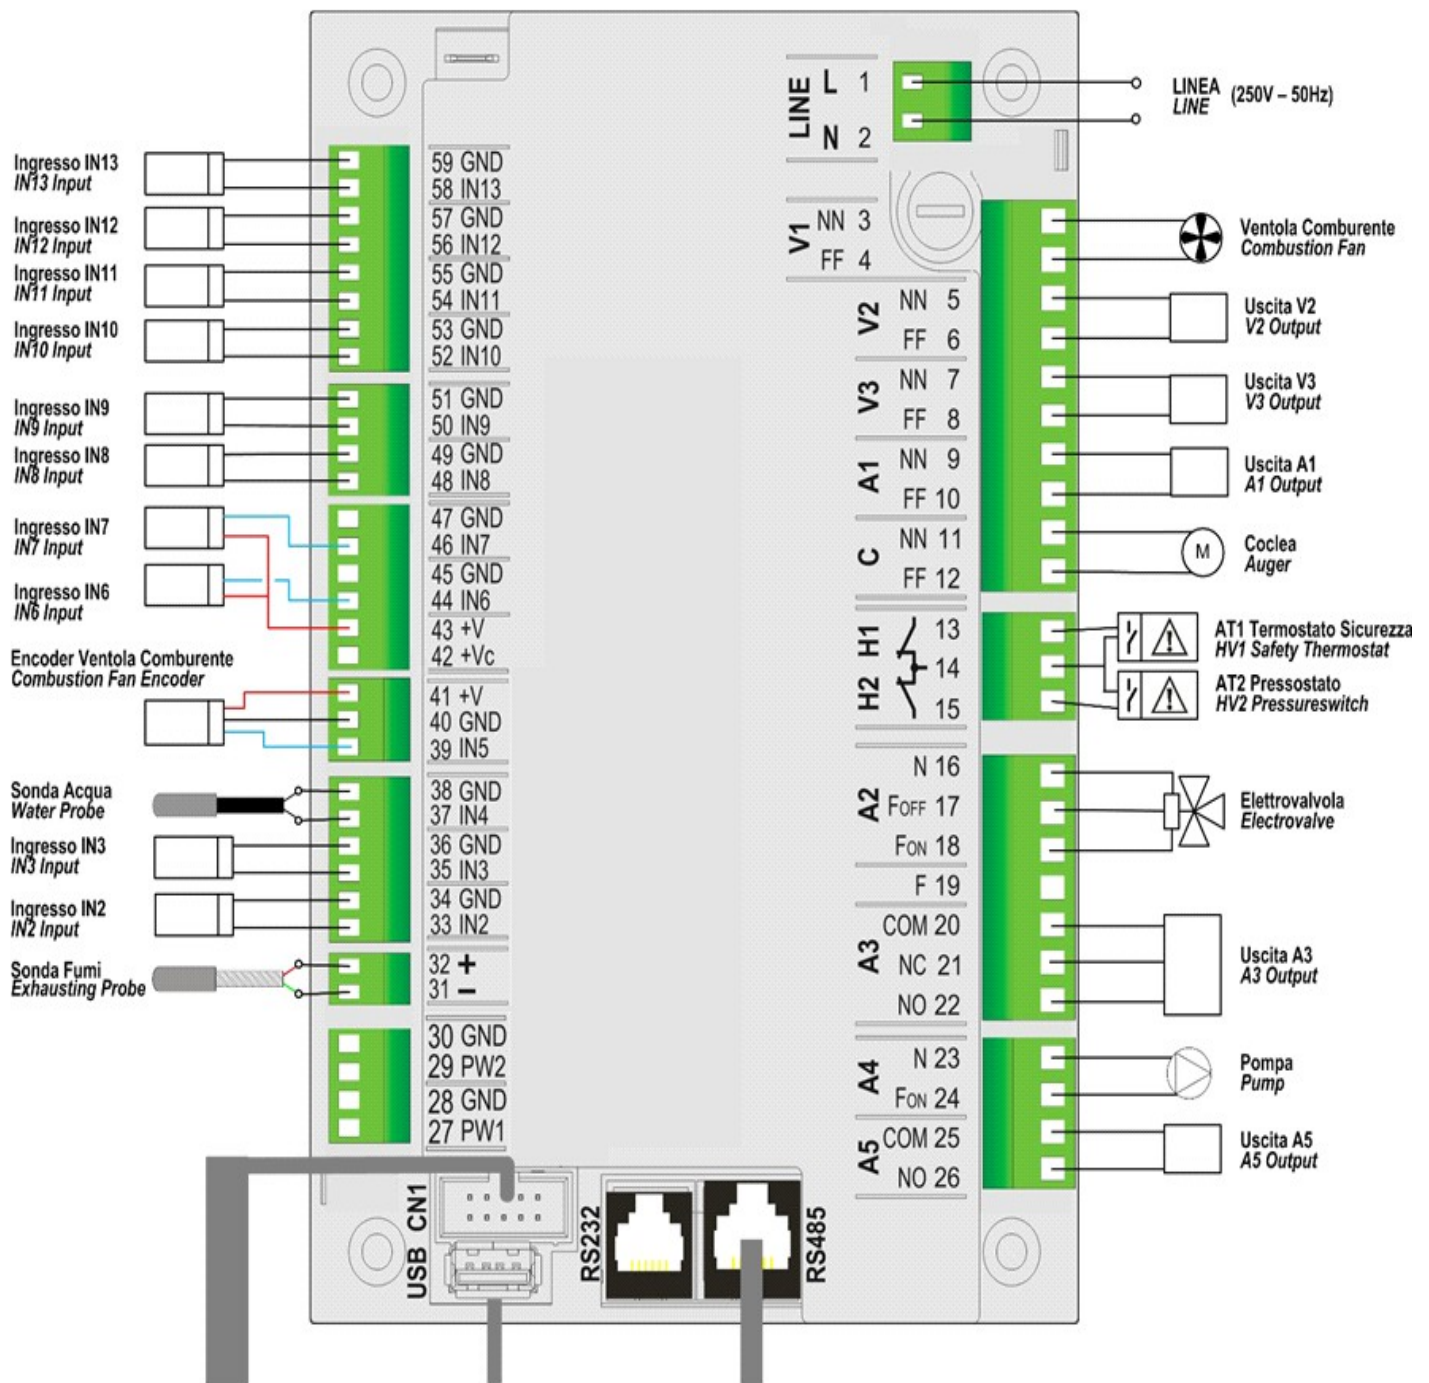 LINE
L 1
N 2
LINEA (250V – 50Hz)
LINE
Ingresso IN13
IN13 Input
Ingresso IN12
IN12 Input
Ingresso IN11
IN11 Input
Ingresso IN10
IN10 Input
Ingresso IN9
IN9 Input
Ingresso IN8
IN8 Input
Ingresso IN7
IN7 Input
Ingresso IN6
IN6 Input
Encoder Ventola Comburente
Combustion Fan Encoder
Sonda Acqua
Water Probe
Ingresso IN3
IN3 Input
Ingresso IN2
IN2 Input
Sonda Fumi
Exhausting Probe
59 GND
58 IN13
57 GND
56 IN12
55 GND
54 IN11
53 GND
52 IN10
51 GND
50 IN9
49 GND
48 IN8
47 GND
46 IN7
45 GND
44 IN6
43 +V
42 +Vc
41 +V
40 GND
39 IN5
38 GND
37 IN4
36 GND
35 IN3
34 GND
33 IN2
32 +
31 –
30 GND
29 PW2
28 GND
27 PW1
V1
NN 3
FF 4
V2
NN 5
FF 6
V3
NN 7
FF 8
A1
NN 9
FF 10
C
NN 11
FF 12
H1
13
14
H2
15
A2
N 16
FOFF 17
FON 18
F 19
A3
COM 20
NC 21
NO 22
A4
N 23
FON 24
A5
COM 25
NO 26
Ventola Comburente
Combustion Fan
Uscita V2
V2 Output
Uscita V3
V3 Output
Uscita A1
A1 Output
M
Coclea
Auger
AT1 Termostato Sicurezza
HV1 Safety Thermostat
AT2 Pressostato
HV2 Pressureswitch
Elettrovalvola
Electrovalve
Uscita A3
A3 Output
Pompa
Pump
Uscita A5
A5 Output
CN1
USB
RS232
RS485